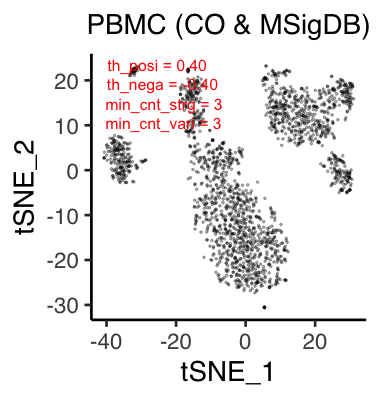 PBMC (CO & MSigDB)
th_posi = 0.40
th_nega = -0.40
min_cnt_strg = 3
min_cnt_vari = 3
20
10
0
-10
-20
-30
tSNE_2
-40
-20
0
20
tSNE_1